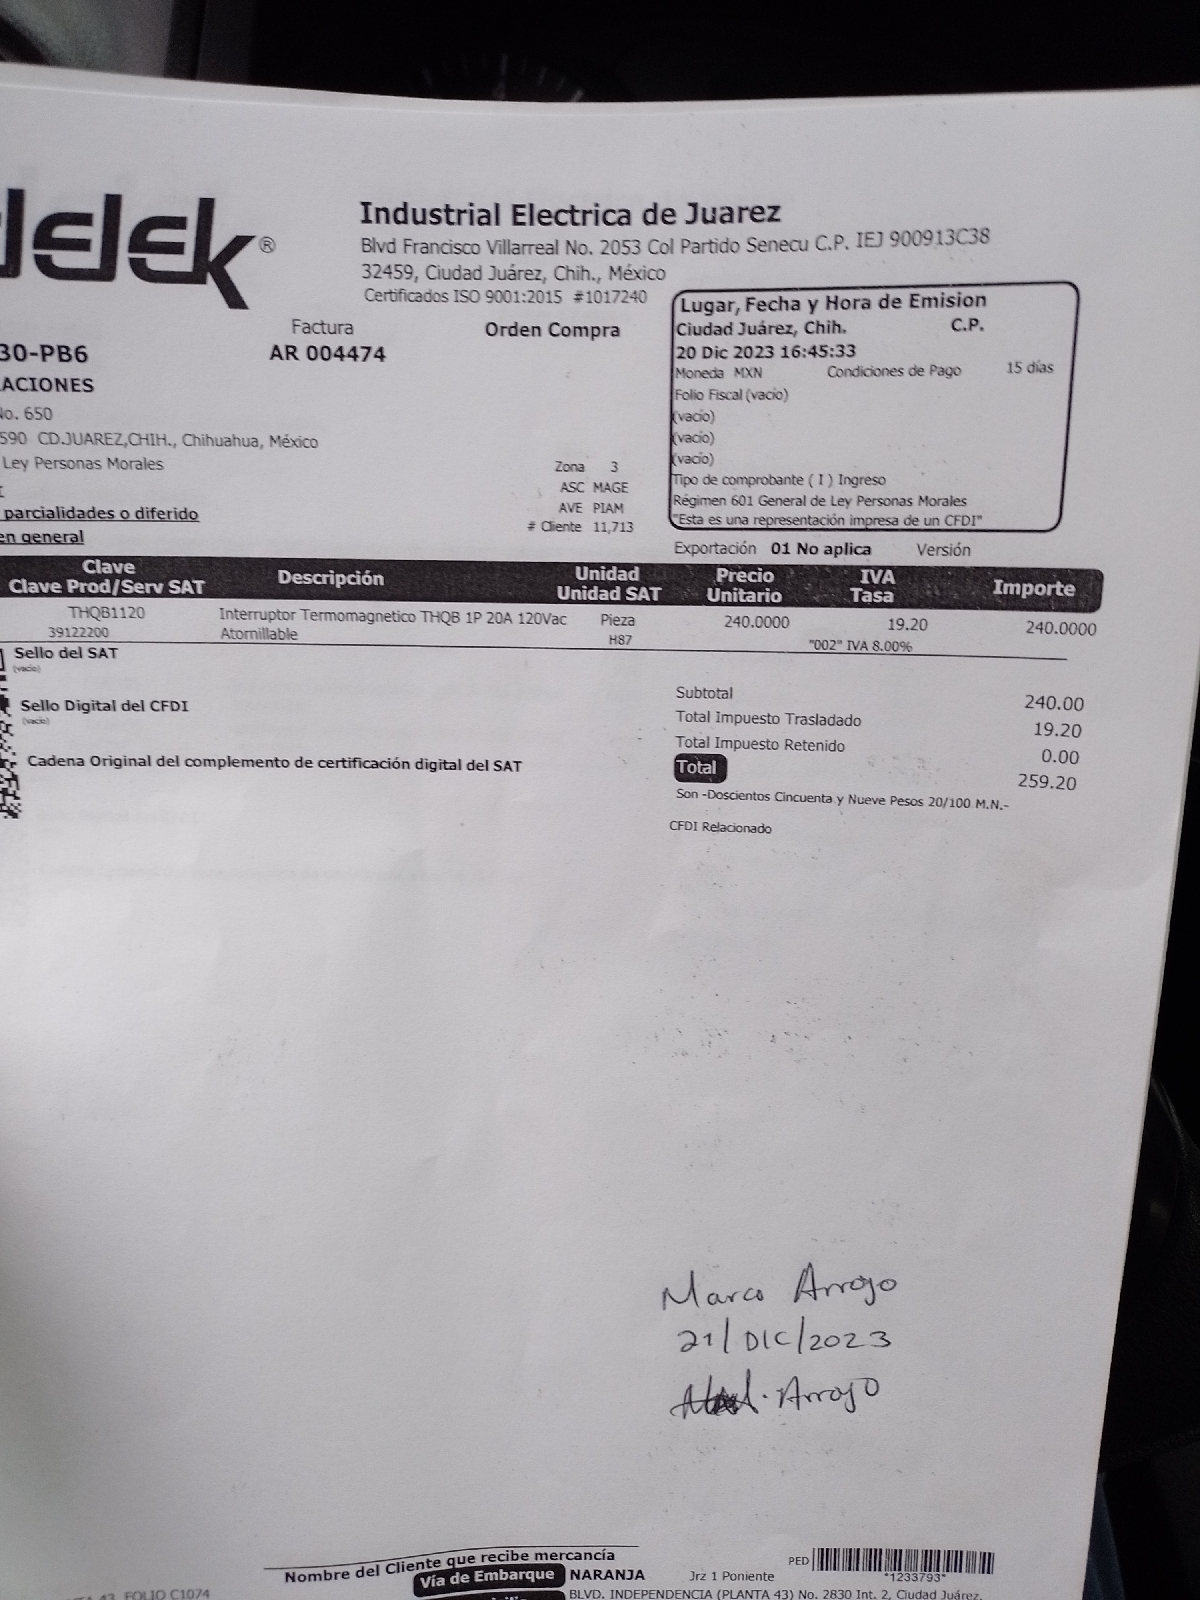 elek®
Industrial Electrica de Juarez
Blvd Francisco Villarreal No. 2053 Col Partido Senecu C.P. IEJ 900913C38
32459, Ciudad Juárez, Chih., México
Certificados ISO 9001:2015 #1017240
Factura
Orden Compra
30-PB6
AR 004474
ACIONES
No. 650
590 CD.JUAREZ,CHIH., Chihuahua, México
Ley Personas Morales
parcialidades o diferido
en general
Zona 3
ASC MAGE
AVE PIAM
# Cliente 11,713
Lugar, Fecha y Hora de Emision
Ciudad Juárez, Chih. C.P.
20 Dic 2023 16:45:33
Moneda MXN Condiciones de Pago 15 días
Folio Fiscal (vacio)
(vacio)
(vacio)
(vacio)
Tipo de comprobante ( I ) Ingreso
Régimen 601 General de Ley Personas Morales
"Esta es una representación impresa de un CFDI"
Exportación 01 No aplica Versión
Clave Descripción Unidad Precio IVA Importe
Clave Prod/Serv SAT Unidad SAT Unitario Tasa
THQB1120 Interruptor Termomagnetico THQB 1P 20A 120Vac Pieza 240.0000 19.20 240.0000
39122200 Atornillable H87 "002" IVA 8.00%
Sello del SAT
(vacio)
Sello Digital del CFDI
(vacio)
Cadena Original del complemento de certificación digital del SAT
Subtotal 240.00
Total Impuesto Trasladado 19.20
Total Impuesto Retenido 0.00
Total 259.20
Son -Doscientos Cincuenta y Nueve Pesos 20/100 M.N.-
CFDI Relacionado
Marco Arroyo
21/DIC/2023
Arroyo
Nombre del Cliente que recibe mercancía
PED
*1233793*
Vía de Embarque NARANJA Jrz 1 Poniente
43 FOLIO C1074
BLVD. INDEPENDENCIA (PLANTA 43) No. 2830 Int. 2, Ciudad Juárez,